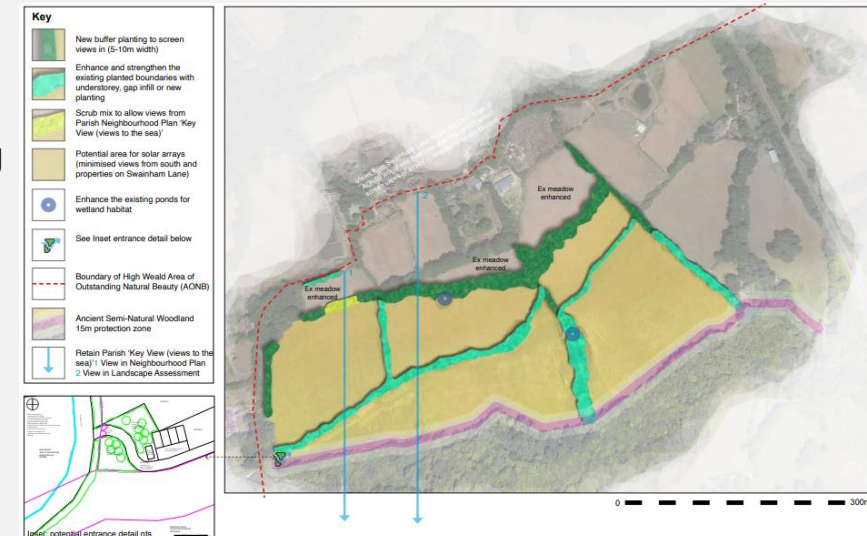 Key
New buffer planting to screen
views in (5-10m width)
Enhance and strengthen the
existing planted boundaries with
understorey, gap infill or new
planting
Scrub mix to allow views from
Parish Neighbourhood Plan 'Key
View (views to the sea)'
Potential area for solar arrays
(minimised views from south and
properties on Swainham Lane)
Enhance the existing ponds for
wetland habitat
See Inset entrance detail below
Boundary of High Weald Area of
Outstanding Natural Beauty (AONB)
Ancient Semi-Natural Woodland
15m protection zone
Retain Parish 'Key View (views to the
sea)'1 View in Neighbourhood Plan
2 View in Landscape Assessment
Inset: potential entrance detail nts
2
Ex meadow
enhanced
Ex meadow
enhanced
1
Ex meadow
enhanced
0 300m